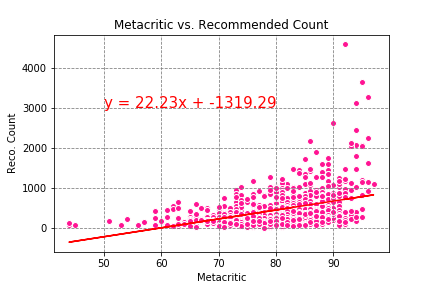 Metacritic vs. Recommended Count
y = 22.23x + -1319.29
4000
3000
2000
1000
0
Reco. Count
50
60
70
80
90
Metacritic